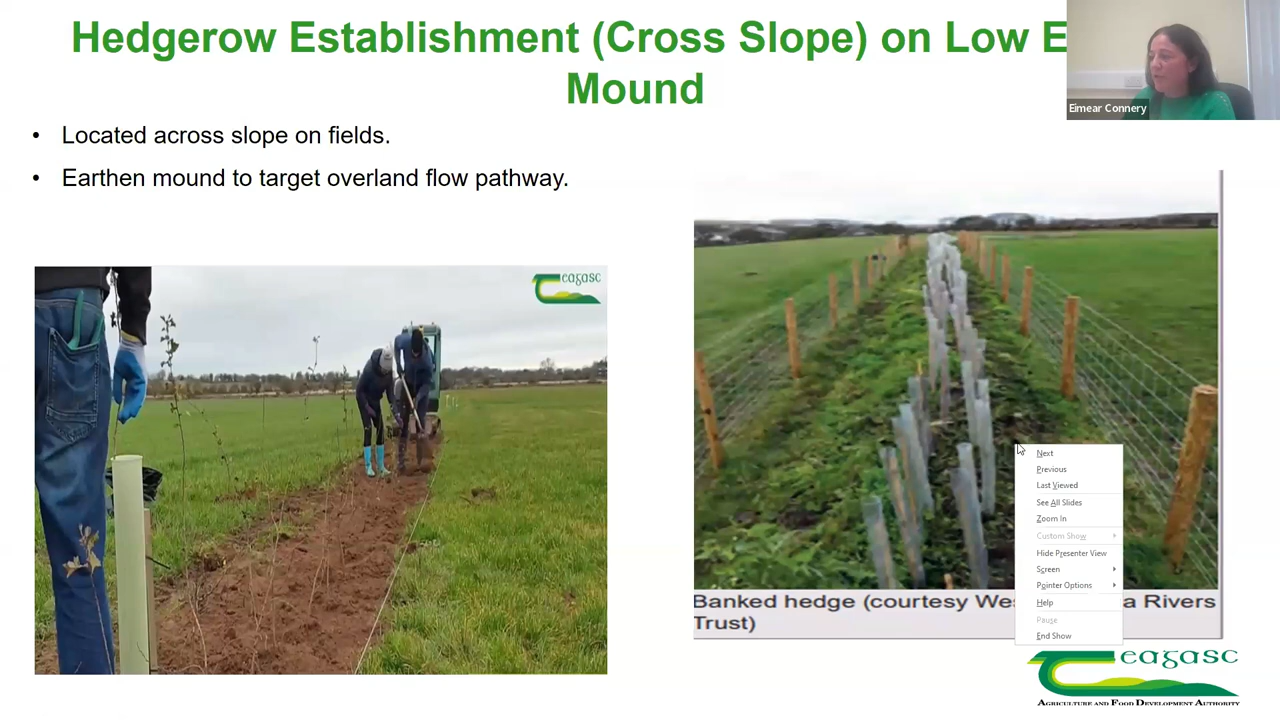 Hedgerow Establishment (Cross Slope) on Low E
Mound
Eimear Connery
• Located across slope on fields.
• Earthen mound to target overland flow pathway.
eagasc
Next
Previous
Last Viewed
See All Slides
Zoom In
Custom Show
Hide Presenter View
Screen
Pointer Options
Help
Pause
End Show
Banked hedge (courtesy Wes a Rivers
Trust)
eagasc
AGRICULTURE AND FOOD DEVELOPMENT AUTHORITY